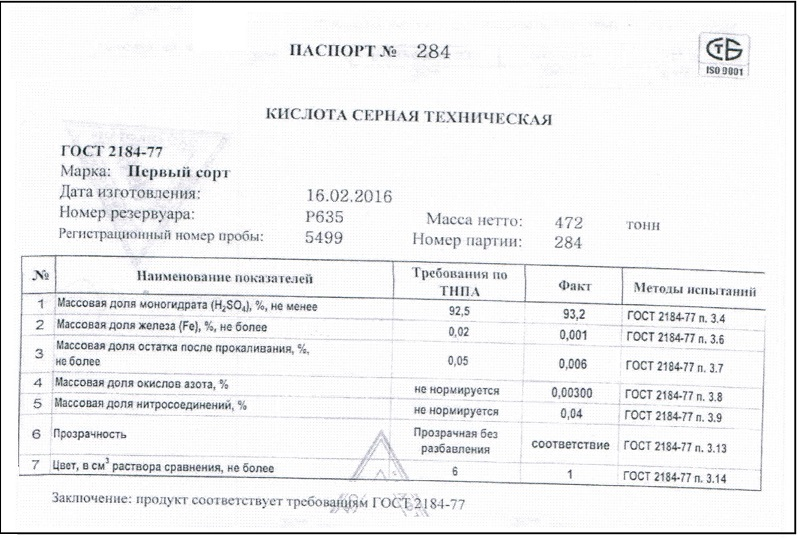 ПАСПОРТ № 284
СТБ
ISO 9001
КИСЛОТА СЕРНАЯ ТЕХНИЧЕСКАЯ
ГОСТ 2184-77
Марка: Первый сорт
Дата изготовления: 16.02.2016
Номер резервуара: Р635 Масса нетто: 472 тонн
Регистрационный номер пробы: 5499 Номер партии: 284
№ Наименование показателей Требования по ТНПА Факт Методы испытаний
1 Массовая доля моногидрата (H₂SO₄), %, не менее 92,5 93,2 ГОСТ 2184-77 п. 3.4
2 Массовая доля железа (Fe), %, не более 0,02 0,001 ГОСТ 2184-77 п. 3.6
3 Массовая доля остатка после прокаливания, %, не более 0,05 0,006 ГОСТ 2184-77 п. 3.7
4 Массовая доля окислов азота, % не нормируется 0,00300 ГОСТ 2184-77 п. 3.8
5 Массовая доля нитросоединений, % не нормируется 0,04 ГОСТ 2184-77 п. 3.9
6 Прозрачность Прозрачная без разбавления соответствие ГОСТ 2184-77 п. 3.13
7 Цвет, в см³ раствора сравнения, не более 6 1 ГОСТ 2184-77 п. 3.14
Заключение: продукт соответствует требованиям ГОСТ 2184-77